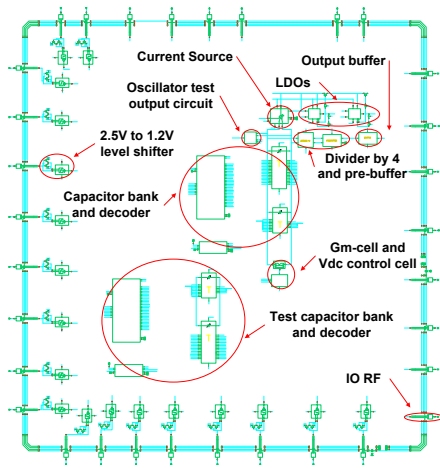 Current Source
Output buffer
LDOs
Oscillator test
output circuit
2.5V to 1.2V
level shifter
Divider by 4
and pre-buffer
Capacitor bank
and decoder
Gm-cell and
Vdc control cell
Test capacitor bank
and decoder
IO RF